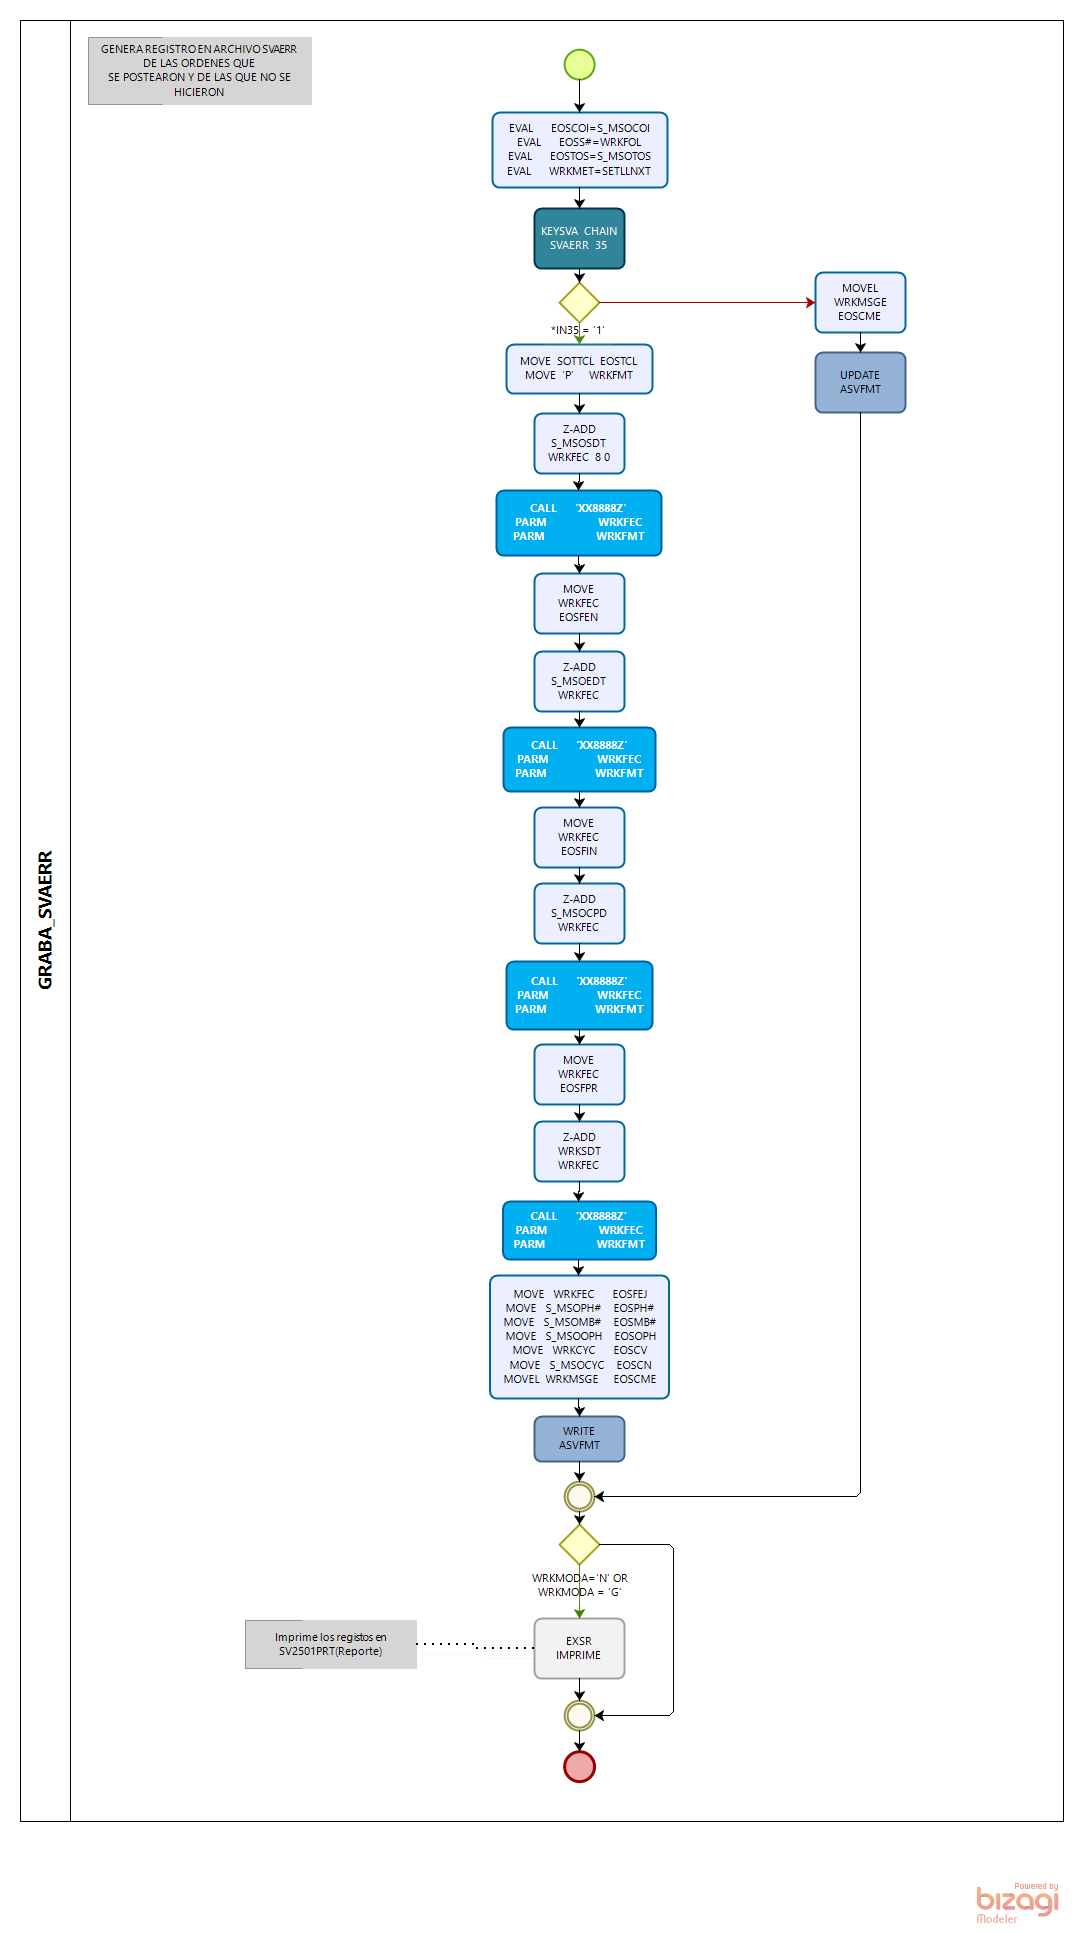 GENERA REGISTRO EN ARCHIVO SVAERR
DE LAS ORDENES QUE
SE POSTEARON Y DE LAS QUE NO SE
HICIERON
EVAL EOSCOI=S_MSOCOI
EVAL EOSS#=WRKFOL
EVAL EOSTOS=S_MSOTOS
EVAL WRKMET=SETLLNXT
KEYSVA CHAIN
SVAERR 35
MOVEL
WRKMSGE
EOSCME
*IN35 = '1'
MOVE SOTTCL EOSTCL
MOVE 'P' WRKFMT
UPDATE
ASVFMT
Z-ADD
S_MSOSDT
WRKFEC 8 0
CALL 'XX8888Z'
PARM WRKFEC
PARM WRKFMT
MOVE
WRKFEC
EOSFEN
Z-ADD
S_MSOEDT
WRKFEC
CALL 'XX8888Z'
PARM WRKFEC
PARM WRKFMT
MOVE
WRKFEC
EOSFIN
Z-ADD
S_MSOCPD
WRKFEC
CALL 'XX8888Z'
PARM WRKFEC
PARM WRKFMT
MOVE
WRKFEC
EOSFPR
Z-ADD
WRKSDT
WRKFEC
CALL 'XX8888Z'
PARM WRKFEC
PARM WRKFMT
MOVE WRKFEC EOSFEJ
MOVE S_MSOPH# EOSPH#
MOVE S_MSOMB# EOSMB#
MOVE S_MSOOPH EOSOPH
MOVE WRKCYC EOSCV
MOVE S_MSOCYC EOSCN
MOVEL WRKMSGE EOSCME
WRITE
ASVFMT
WRKMODA='N' OR
WRKMODA = 'G'
Imprime los registos en
SV2501PRT(Reporte)
EXSR
IMPRIME
GRABA_SVAERR
Powered by
bizagi
Modeler